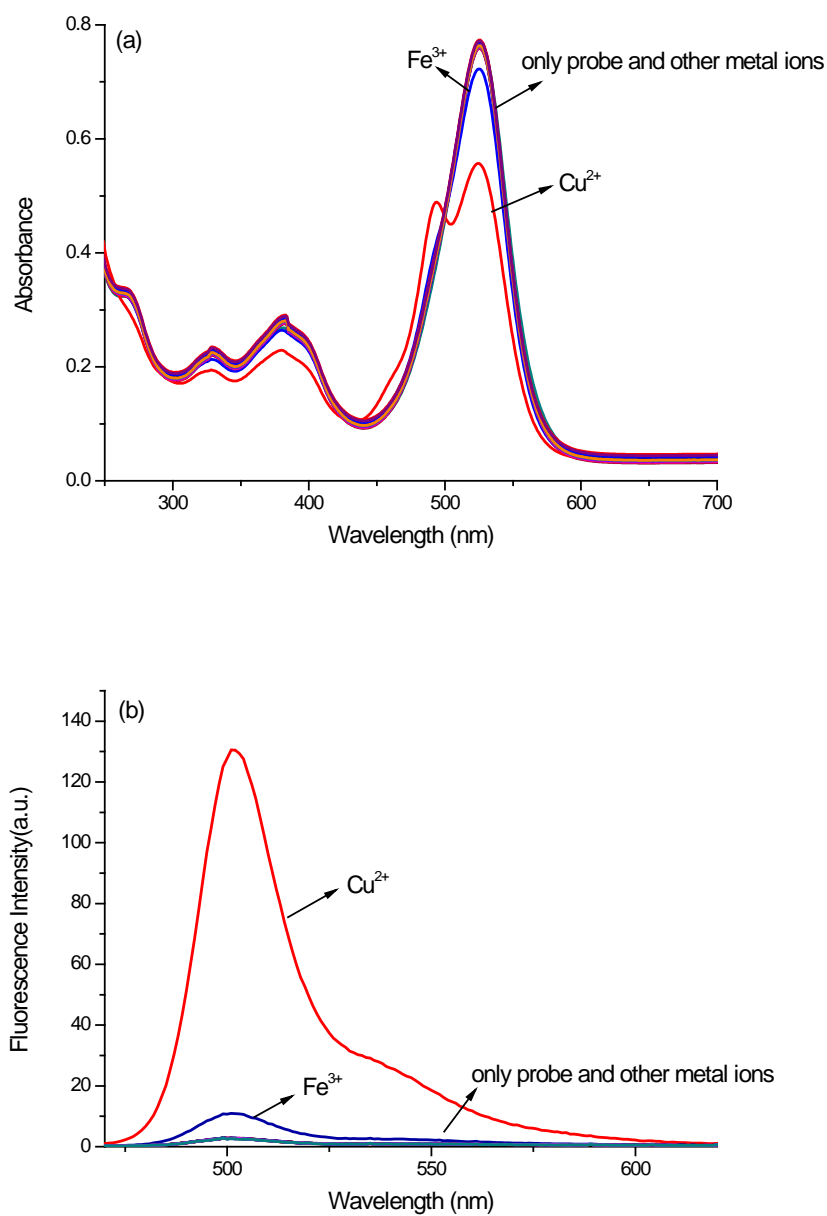 (a)
Fe³⁺
only probe and other metal ions
Cu²⁺
0.8
0.6
0.4
0.2
0.0
Absorbance
300
400
500
600
700
Wavelength (nm)
(b)
140
120
100
80
60
40
20
0
Fluorescence Intensity(a.u.)
Cu²⁺
Fe³⁺
only probe and other metal ions
500
550
600
Wavelength (nm)